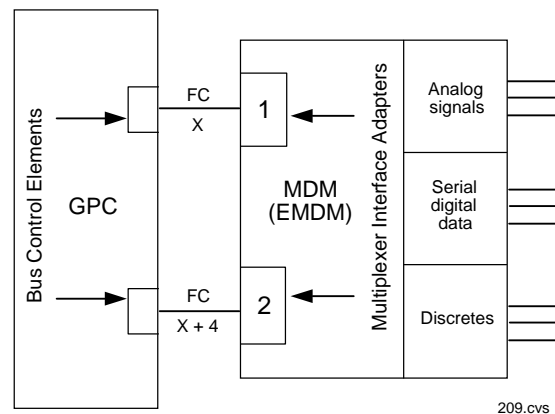 Bus Control Elements
GPC
FC
X
FC
X + 4
1
2
MDM
(EMDM)
Multiplexer Interface Adapters
Analog
signals
Serial
digital
data
Discretes
209.cvs